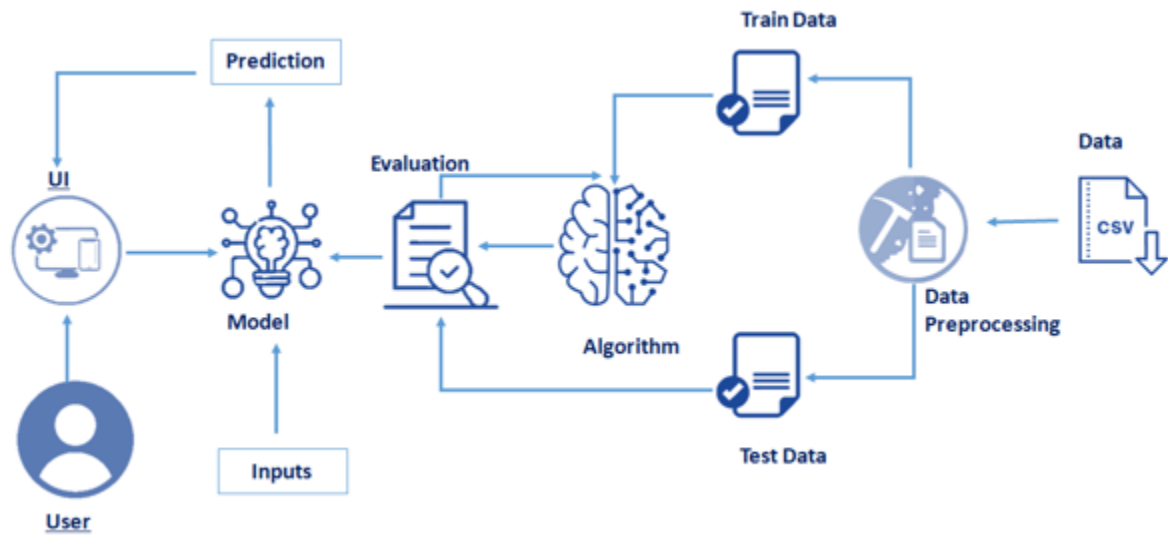 Train Data
Prediction
Data
Evaluation
UI
CSV
Data
Preprocessing
Model
Algorithm
Inputs
Test Data
User